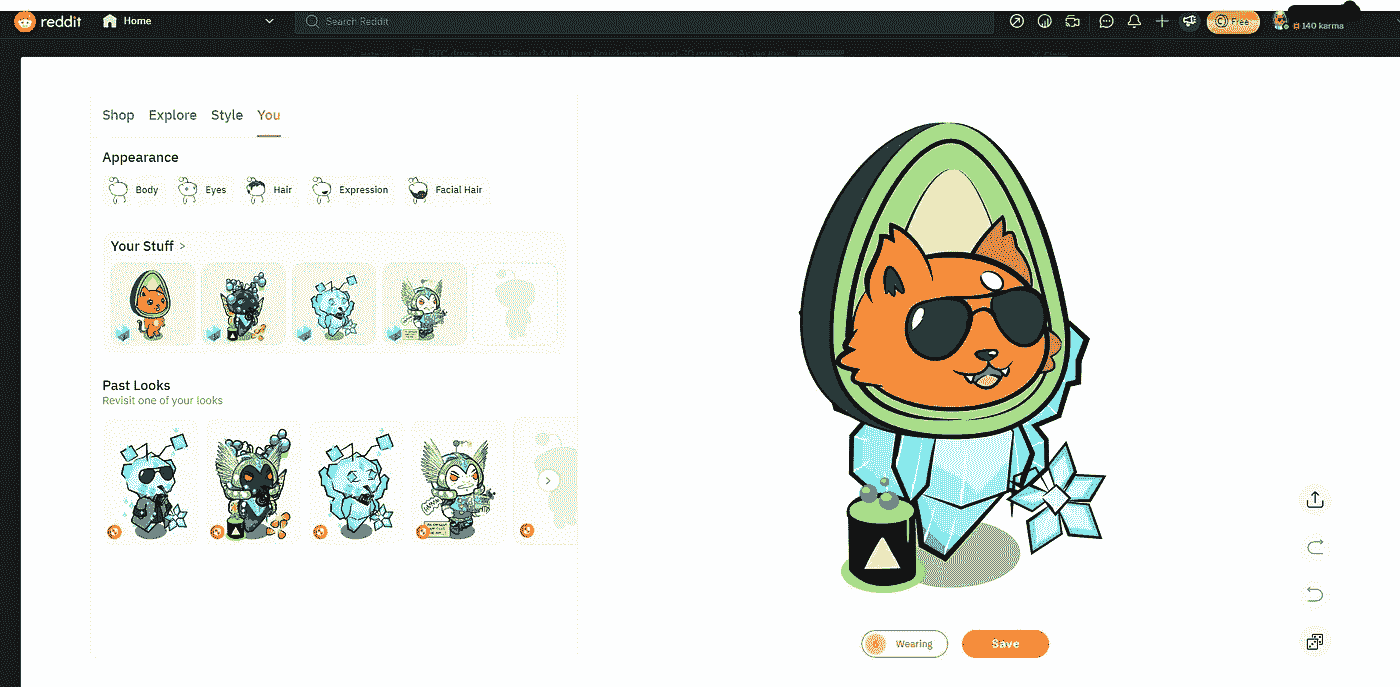 reddit Home Search Reddit Free 140 karma
Shop Explore Style You
Appearance
Body Eyes Hair Expression Facial Hair
Your Stuff >
Past Looks
Revisit one of your looks
Wearing Save